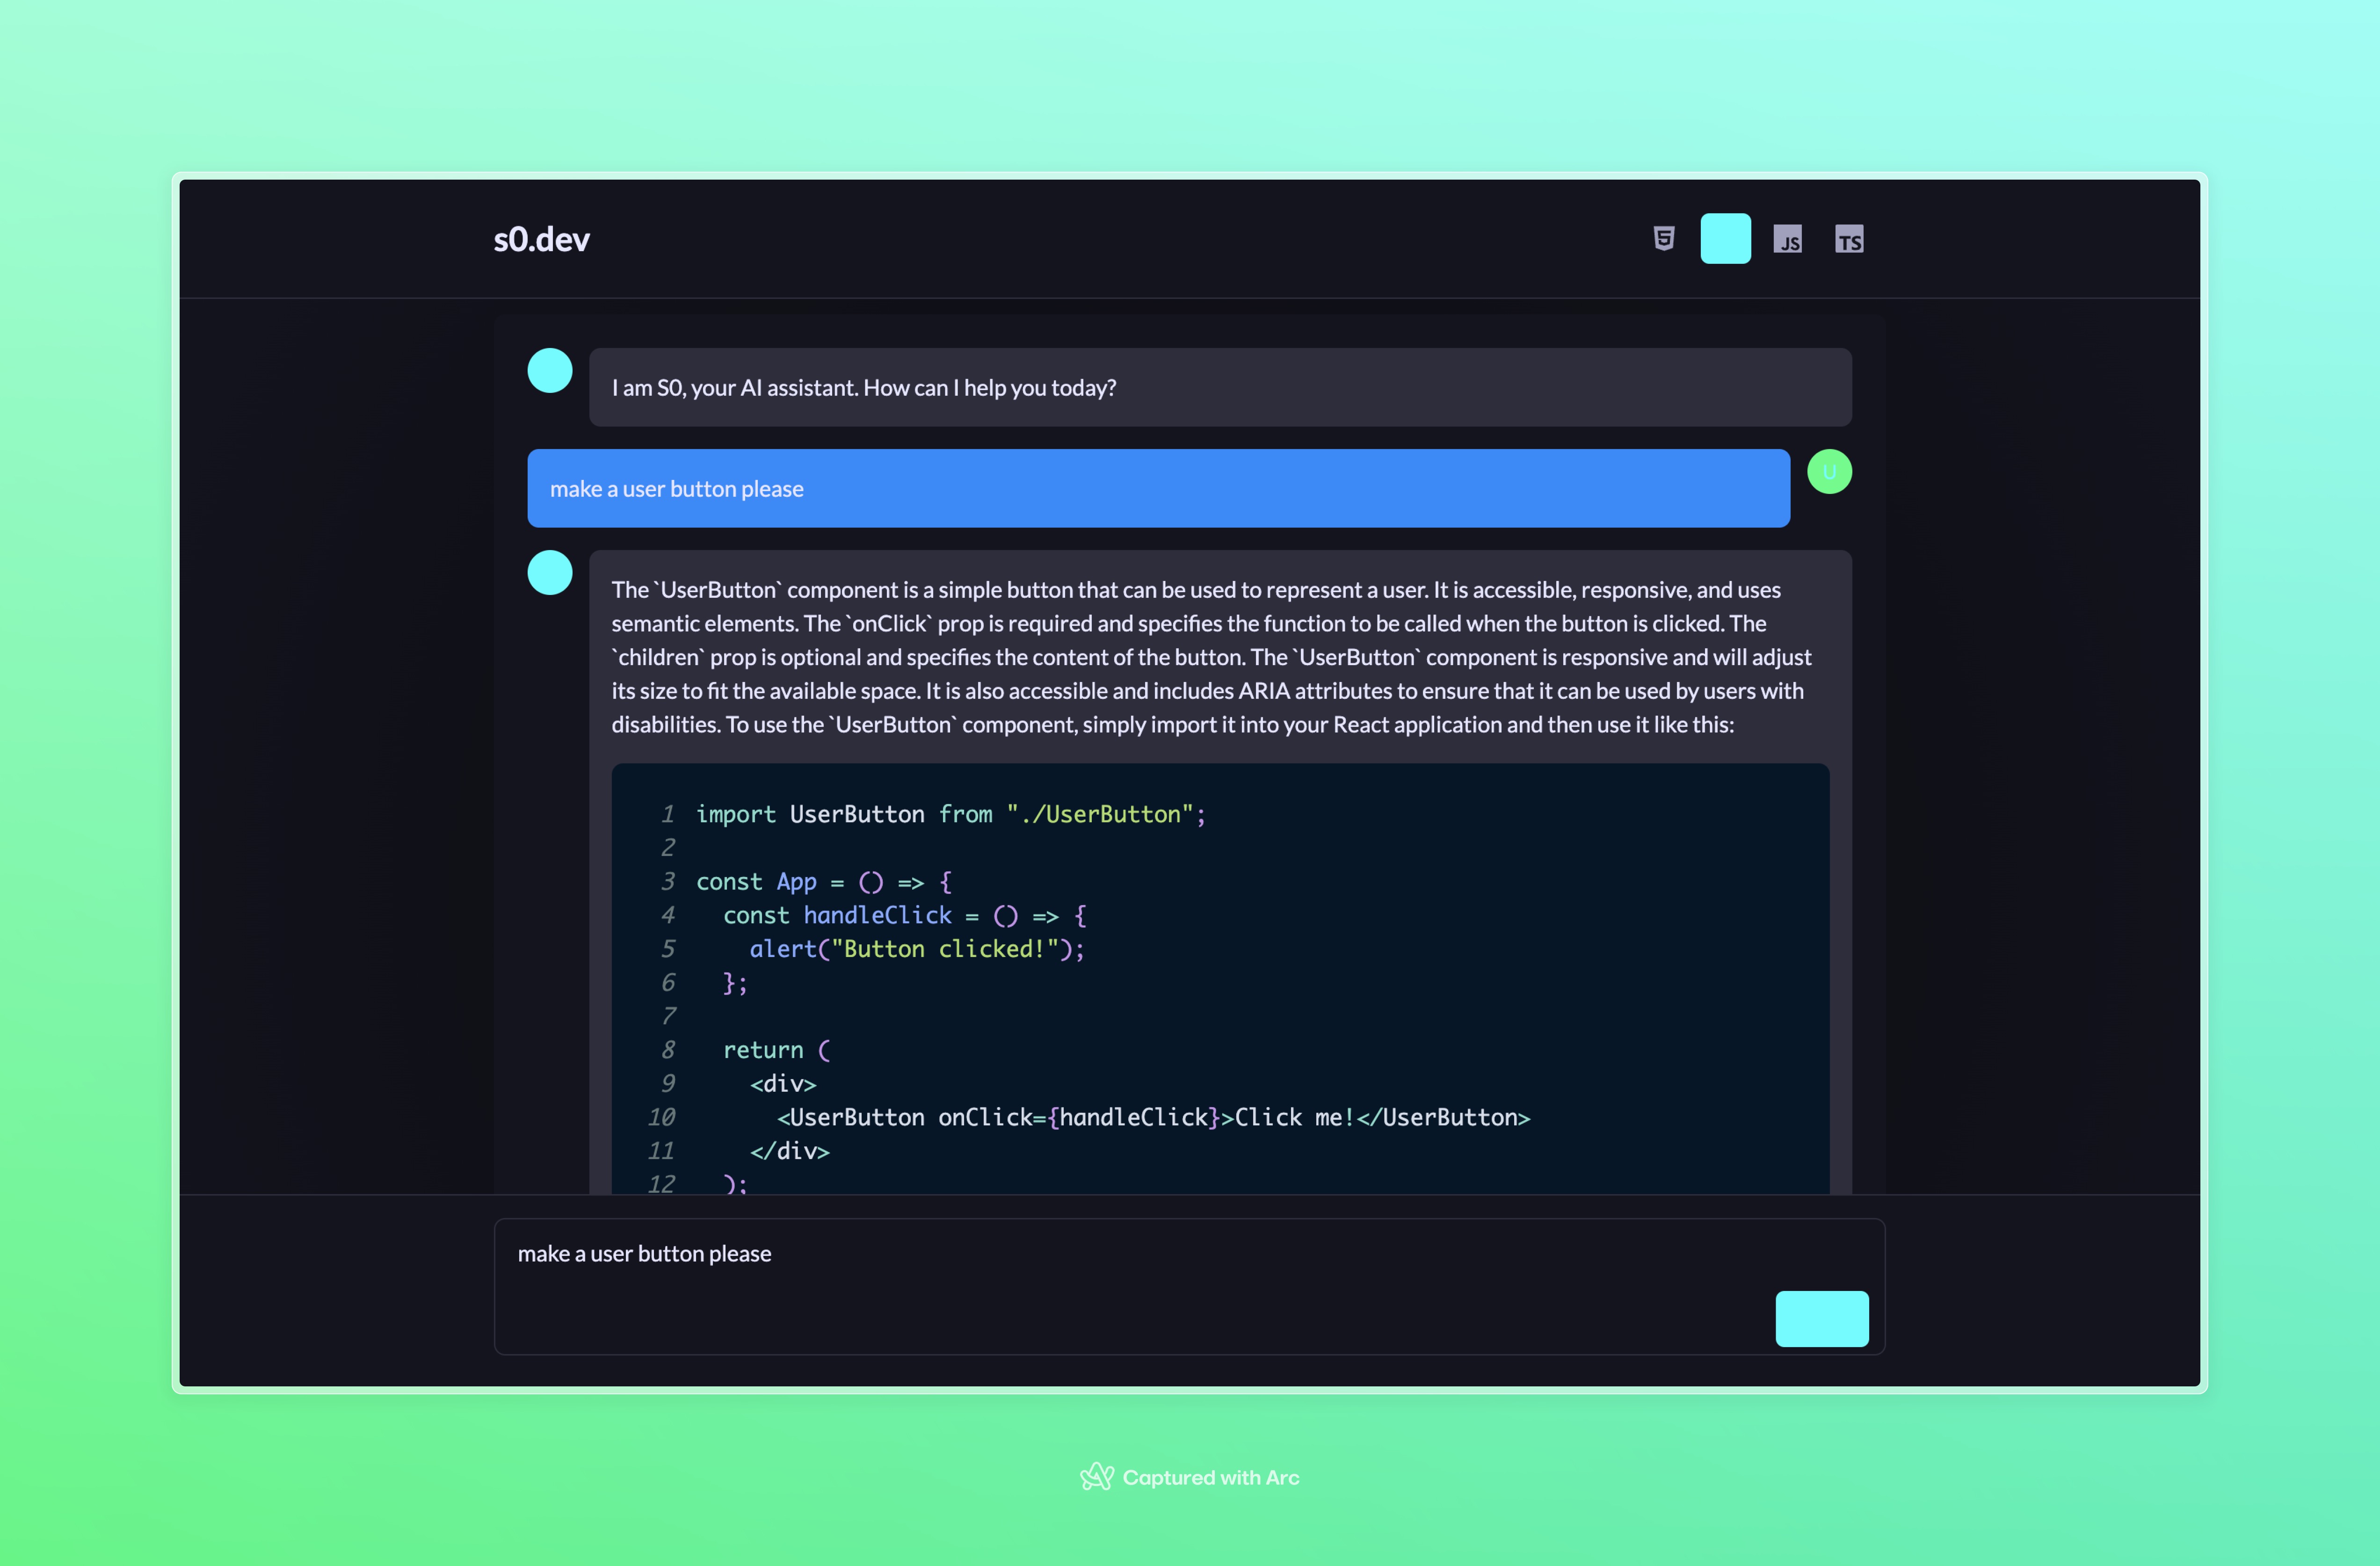 s0.dev
5 JS TS
I am S0, your AI assistant. How can I help you today?
make a user button please
U
The `UserButton` component is a simple button that can be used to represent a user. It is accessible, responsive, and uses
semantic elements. The `onClick` prop is required and specifies the function to be called when the button is clicked. The
`children` prop is optional and specifies the content of the button. The `UserButton` component is responsive and will adjust
its size to fit the available space. It is also accessible and includes ARIA attributes to ensure that it can be used by users with
disabilities. To use the `UserButton` component, simply import it into your React application and then use it like this:
1 import UserButton from "./UserButton";
2
3 const App = () => {
4   const handleClick = () => {
5     alert("Button clicked!");
6   };
7
8   return (
9     <div>
10       <UserButton onClick={handleClick}>Click me!</UserButton>
11     </div>
12   );
make a user button please
Captured with Arc